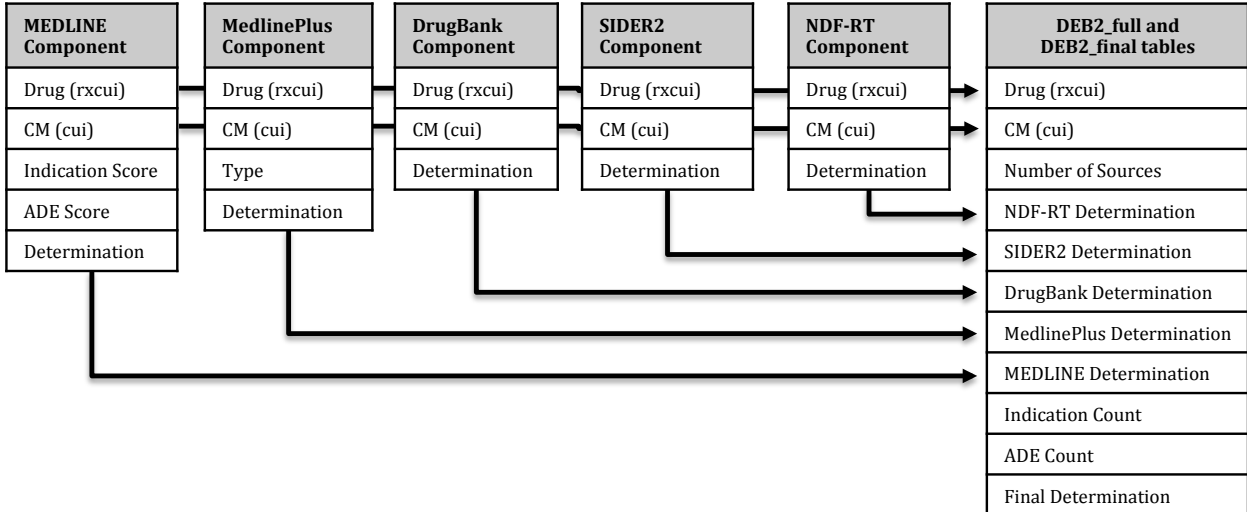 MEDLINE
Component
Drug (rxcui)
CM (cui)
Indication Score
ADE Score
Determination
MedlinePlus
Component
Drug (rxcui)
CM (cui)
Type
Determination
DrugBank
Component
Drug (rxcui)
CM (cui)
Determination
SIDER2
Component
Drug (rxcui)
CM (cui)
Determination
NDF-RT
Component
Drug (rxcui)
CM (cui)
Determination
DEB2_full and
DEB2_final tables
Drug (rxcui)
CM (cui)
Number of Sources
NDF-RT Determination
SIDER2 Determination
DrugBank Determination
MedlinePlus Determination
MEDLINE Determination
Indication Count
ADE Count
Final Determination